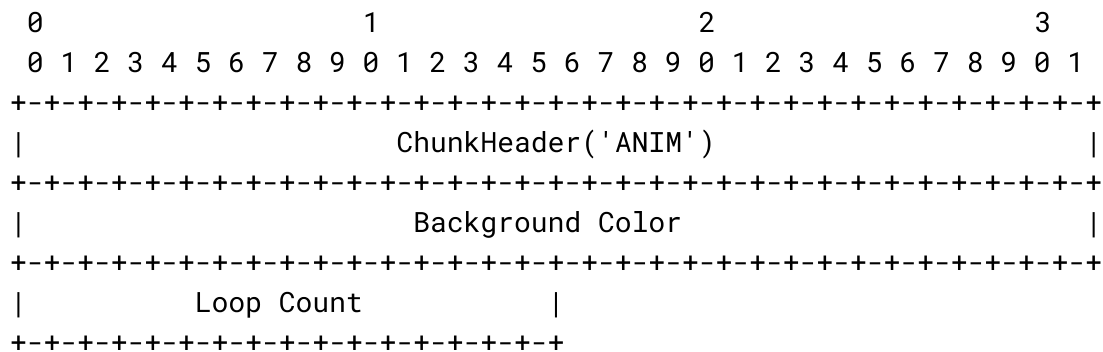 0                   1                   2                   3
 0 1 2 3 4 5 6 7 8 9 0 1 2 3 4 5 6 7 8 9 0 1 2 3 4 5 6 7 8 9 0 1
+-+-+-+-+-+-+-+-+-+-+-+-+-+-+-+-+-+-+-+-+-+-+-+-+-+-+-+-+-+-+-+-+
|                      ChunkHeader('ANIM')                      |
+-+-+-+-+-+-+-+-+-+-+-+-+-+-+-+-+-+-+-+-+-+-+-+-+-+-+-+-+-+-+-+-+
|                       Background Color                        |
+-+-+-+-+-+-+-+-+-+-+-+-+-+-+-+-+-+-+-+-+-+-+-+-+-+-+-+-+-+-+-+-+
|          Loop Count           |
+-+-+-+-+-+-+-+-+-+-+-+-+-+-+-+-+